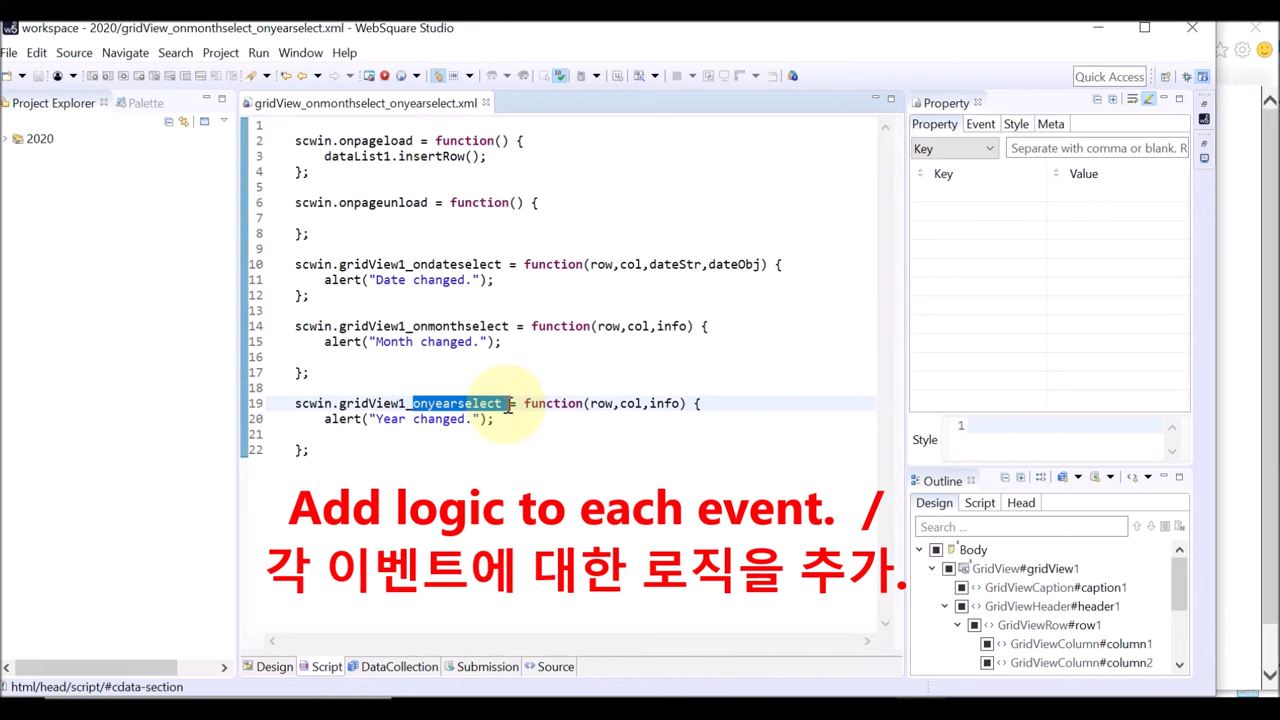 workspace - 2020/gridView_onmonthselect_onyearselect.xml - WebSquare Studio
File Edit Source Navigate Search Project Run Window Help
Quick Access
Project Explorer Palette
2020
gridView_onmonthselect_onyearselect.xml
1
2 scwin.onpageload = function() {
3 dataList1.insertRow();
4 };
5
6 scwin.onpageunload = function() {
7
8 };
9
10 scwin.gridView1_ondateselect = function(row,col,dateStr,dateObj) {
11 alert("Date changed.");
12 };
13
14 scwin.gridView1_onmonthselect = function(row,col,info) {
15 alert("Month changed.");
16
17 };
18
19 scwin.gridView1_onyearselect = function(row,col,info) {
20 alert("Year changed.");
21
22 };
Add logic to each event. /
각 이벤트에 대한 로직을 추가.
Design Script DataCollection Submission Source
html/head/script/#cdata-section
Property
Property Event Style Meta
Key Separate with comma or blank. R
Key Value
Style 1
Outline
Design Script Head
Search ...
Body
GridView#gridView1
GridViewCaption#caption1
GridViewHeader#header1
GridViewRow#row1
GridViewColumn#column1
GridViewColumn#column2